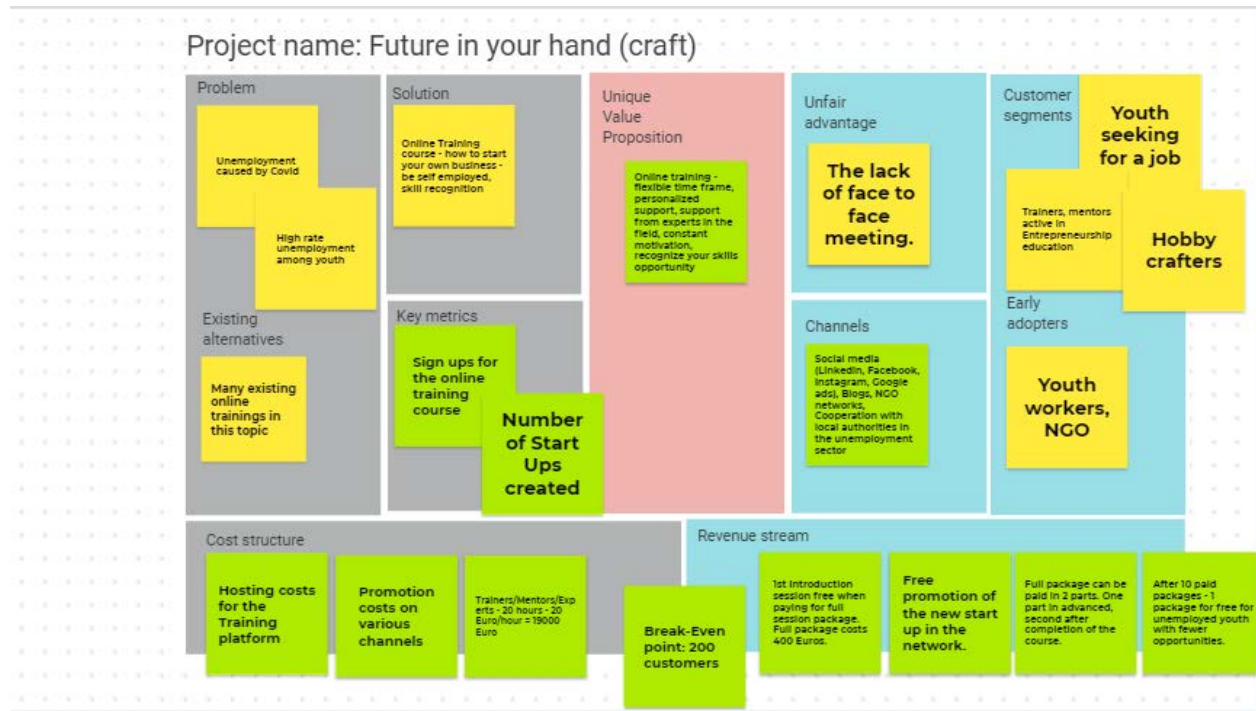 Project name: Future in your hand (craft)
Problem
Unemployment
caused by Covid
High rate
unemployment
among youth
Existing
alternatives
Many existing
online
trainings in
this topic
Solution
Online Training
course - how to start
your own business -
be self employed,
skill recognition
Key metrics
Sign ups for
the online
training
course
Number
of Start
Ups
created
Unique
Value
Proposition
Online training -
flexible time frame,
personalized
support, support
from experts in the
field, constant
motivation,
recognize your skills
opportunity
Unfair
advantage
The lack
of face to
face
meeting.
Channels
Social media
(LinkedIn, Facebook,
Instagram, Google
ads), Blogs, NGO
networks,
Cooperation with
local authorities in
the unemployment
sector
Customer
segments
Youth
seeking
for a job
Trainers, mentors
active in
Entrepreneurship
education
Hobby
crafters
Early
adopters
Youth
workers,
NGO
Cost structure
Hosting costs
for the
Training
platform
Promotion
costs on
various
channels
Trainers/Mentors/Exp
erts - 20 hours - 20
Euro/hour = 19000
Euro
Break-Even
point: 200
customers
Revenue stream
1st Introduction
session free when
paying for full
session package.
Full package costs
400 Euros.
Free
promotion of
the new start
up in the
network.
Full package can be
paid in 2 parts. One
part in advanced,
second after
completion of the
course.
After 10 paid
packages - 1
package for free for
unemployed youth
with fewer
opportunities.